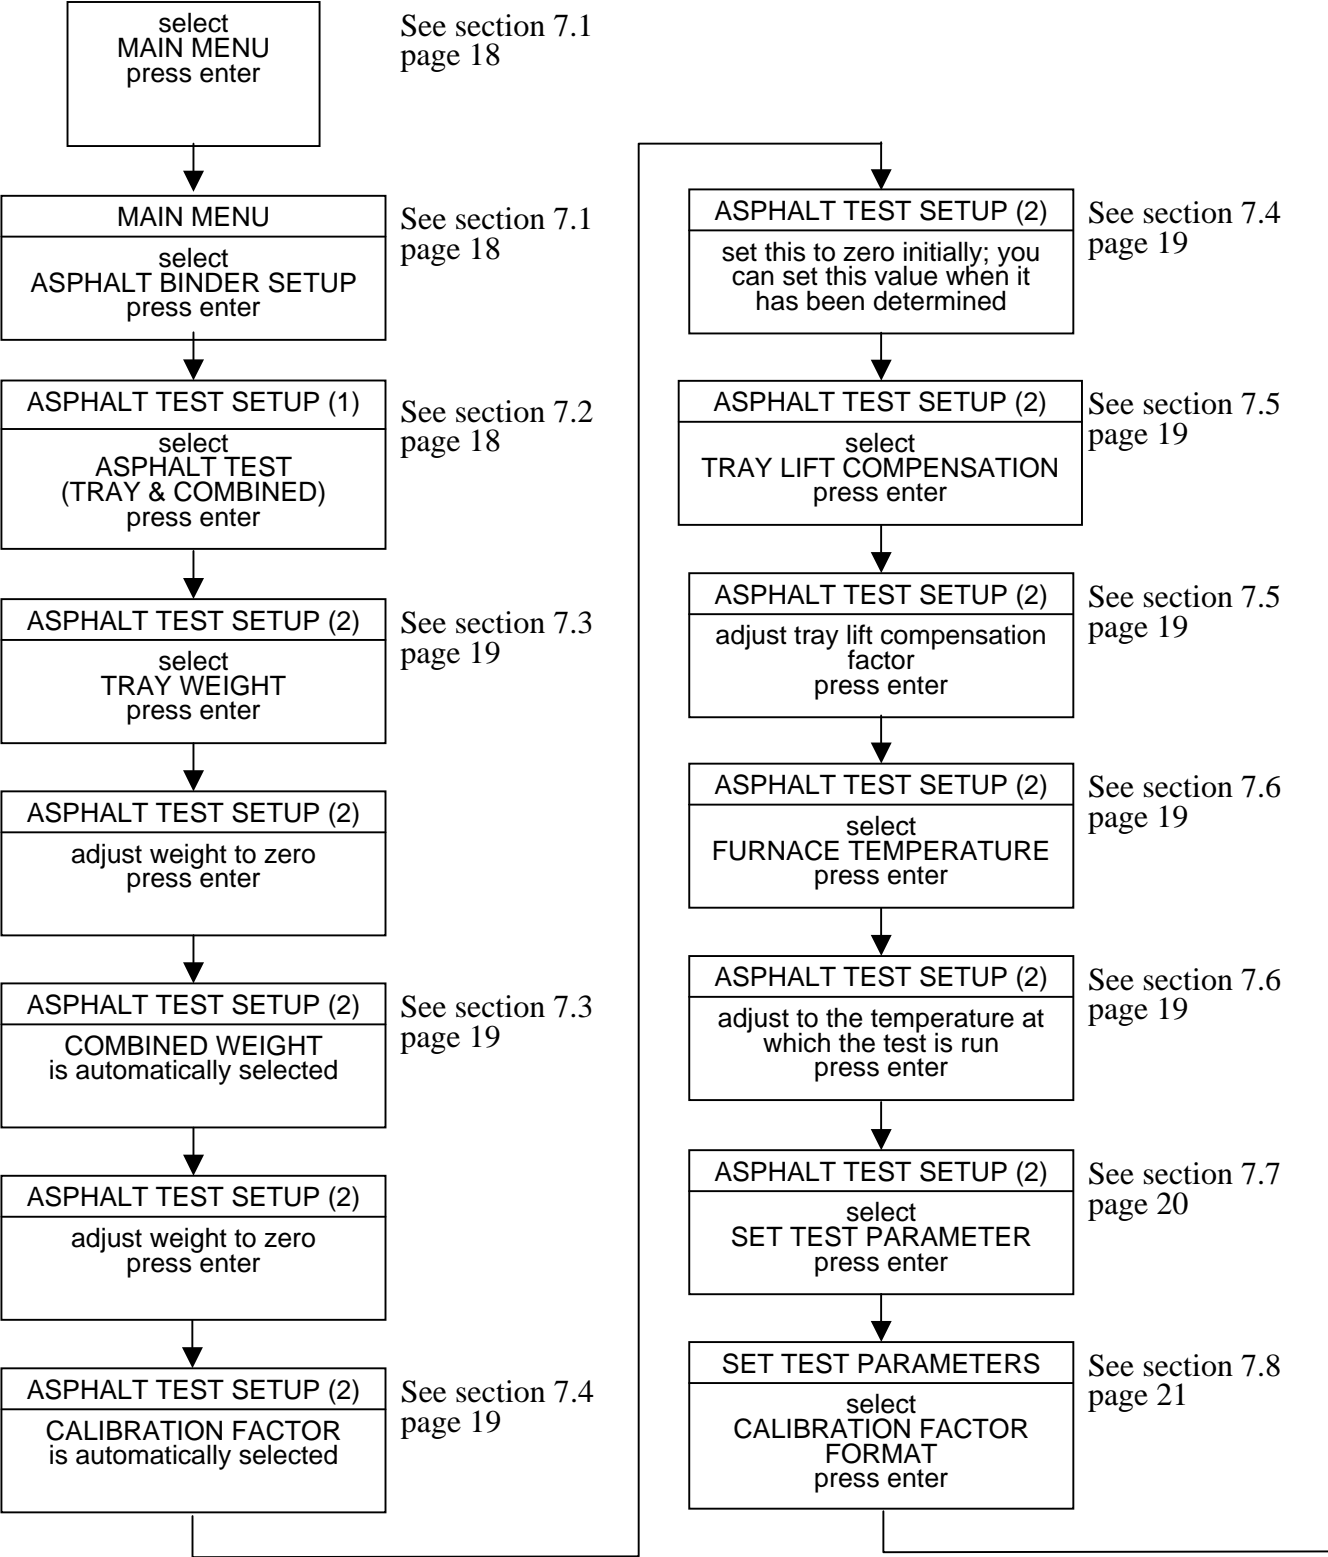 select
MAIN MENU
press enter
See section 7.1
page 18
MAIN MENU
select
ASPHALT BINDER SETUP
press enter
See section 7.1
page 18
ASPHALT TEST SETUP (1)
select
ASPHALT TEST
(TRAY & COMBINED)
press enter
See section 7.2
page 18
ASPHALT TEST SETUP (2)
select
TRAY WEIGHT
press enter
See section 7.3
page 19
ASPHALT TEST SETUP (2)
adjust weight to zero
press enter
ASPHALT TEST SETUP (2)
COMBINED WEIGHT
is automatically selected
See section 7.3
page 19
ASPHALT TEST SETUP (2)
adjust weight to zero
press enter
ASPHALT TEST SETUP (2)
CALIBRATION FACTOR
is automatically selected
See section 7.4
page 19
ASPHALT TEST SETUP (2)
set this to zero initially; you
can set this value when it
has been determined
See section 7.4
page 19
ASPHALT TEST SETUP (2)
select
TRAY LIFT COMPENSATION
press enter
See section 7.5
page 19
ASPHALT TEST SETUP (2)
adjust tray lift compensation
factor
press enter
See section 7.5
page 19
ASPHALT TEST SETUP (2)
select
FURNACE TEMPERATURE
press enter
See section 7.6
page 19
ASPHALT TEST SETUP (2)
adjust to the temperature at
which the test is run
press enter
See section 7.6
page 19
ASPHALT TEST SETUP (2)
select
SET TEST PARAMETER
press enter
See section 7.7
page 20
SET TEST PARAMETERS
select
CALIBRATION FACTOR
FORMAT
press enter
See section 7.8
page 21